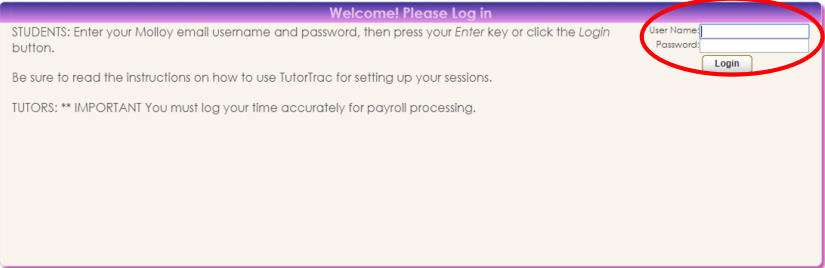 Welcome! Please Log in
STUDENTS: Enter your Molloy email username and password, then press your Enter key or click the Login
button.
User Name:
Password:
Login
Be sure to read the instructions on how to use TutorTrac for setting up your sessions.
TUTORS: ** IMPORTANT You must log your time accurately for payroll processing.